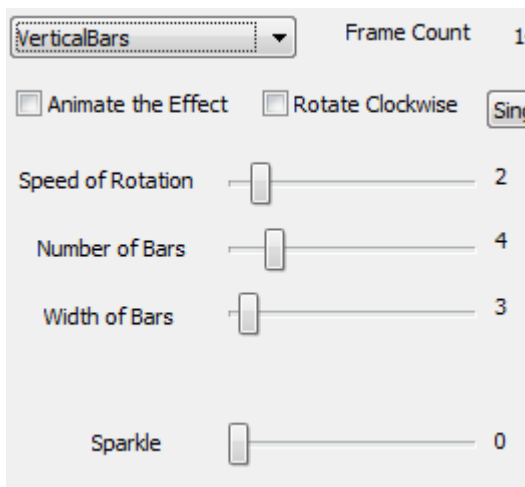 VerticalBars Frame Count
Animate the Effect Rotate Clockwise
Speed of Rotation 2
Number of Bars 4
Width of Bars 3
Sparkle 0